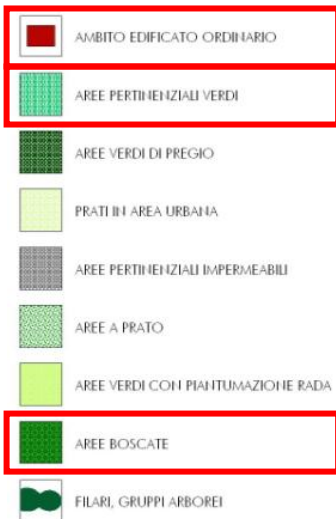 AMBITO EDIFICATO ORDINARIO
AREE PERTINENZIALI VERDI
AREE VERDI DI PREGIO
PRATI IN AREA URBANA
AREE PERTINENZIALI IMPERMEABILI
AREE A PRATO
AREE VERDI CON PIANTUMAZIONE RADA
AREE BOSCATE
FILARI, GRUPPI ARBOREI